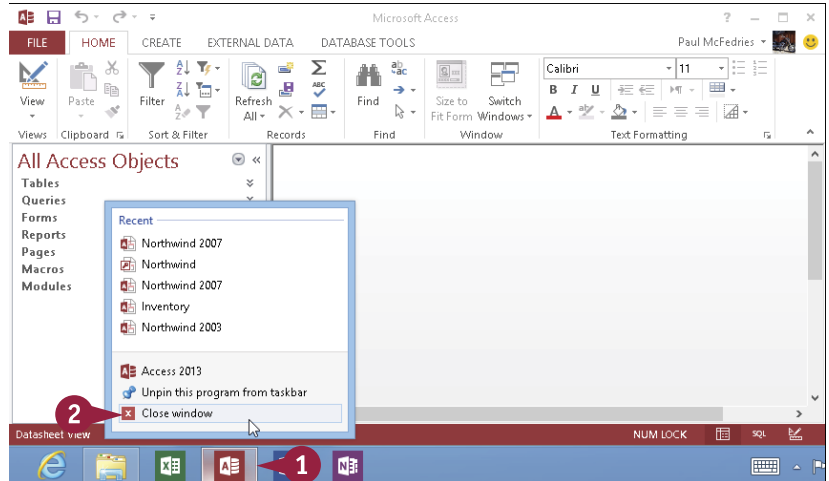 Microsoft Access
FILE HOME CREATE EXTERNAL DATA DATABASE TOOLS Paul McFedries
View Paste Filter Refresh All Find Size to Fit Form Switch Windows
Calibri 11
B I U
Views Clipboard Sort & Filter Records Find Window Text Formatting
All Access Objects
Tables
Queries
Forms
Reports
Pages
Macros
Modules
Recent
Northwind 2007
Northwind
Northwind 2007
Inventory
Northwind 2003
Access 2013
Unpin this program from taskbar
2 Close window
Datasheet View NUM LOCK SQL
1